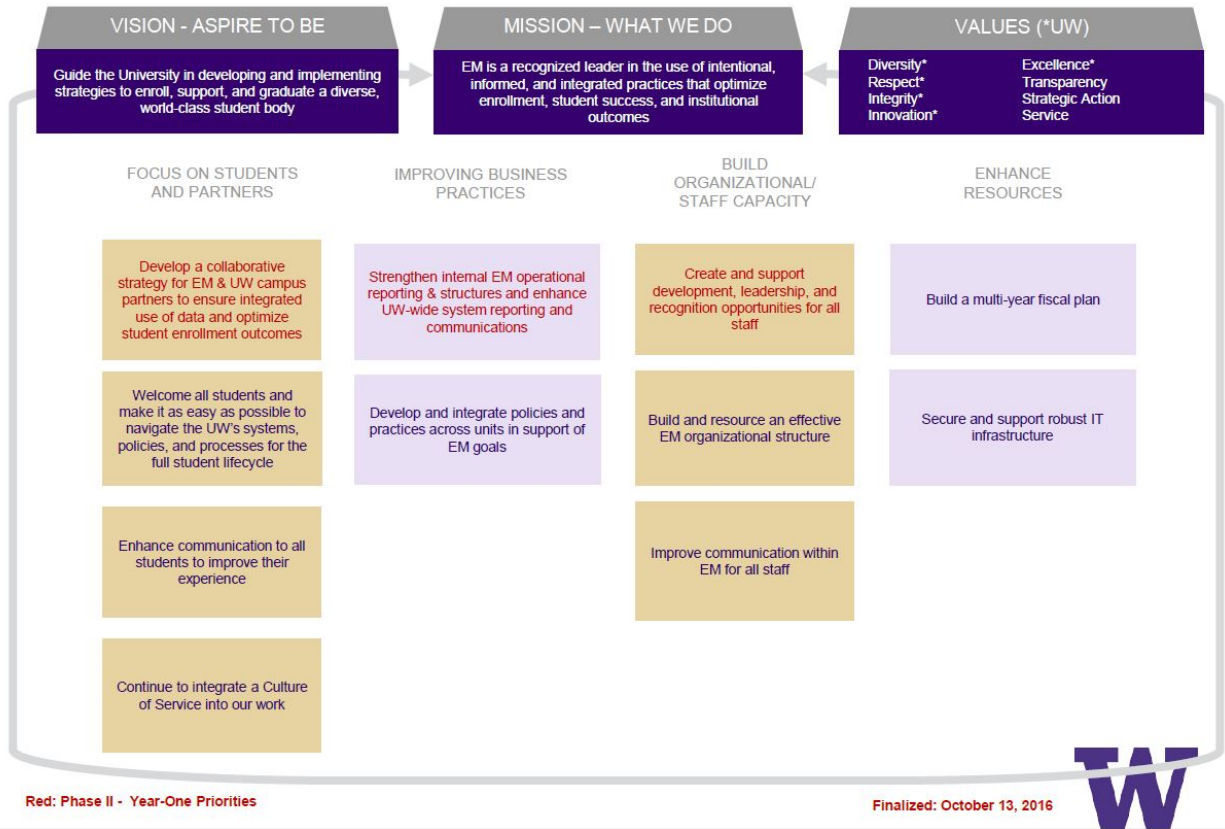 VISION - ASPIRE TO BE
Guide the University in developing and implementing
strategies to enroll, support, and graduate a diverse,
world-class student body
MISSION – WHAT WE DO
EM is a recognized leader in the use of intentional,
informed, and integrated practices that optimize
enrollment, student success, and institutional
outcomes
VALUES (*UW)
Diversity*
Respect*
Integrity*
Innovation*
Excellence*
Transparency
Strategic Action
Service
FOCUS ON STUDENTS
AND PARTNERS
Develop a collaborative
strategy for EM & UW campus
partners to ensure integrated
use of data and optimize
student enrollment outcomes
Welcome all students and
make it as easy as possible to
navigate the UW's systems,
policies, and processes for the
full student lifecycle
Enhance communication to all
students to improve their
experience
Continue to integrate a Culture
of Service into our work
IMPROVING BUSINESS
PRACTICES
Strengthen internal EM operational
reporting & structures and enhance
UW-wide system reporting and
communications
Develop and integrate policies and
practices across units in support of
EM goals
BUILD
ORGANIZATIONAL/
STAFF CAPACITY
Create and support
development, leadership, and
recognition opportunities for all
staff
Build and resource an effective
EM organizational structure
Improve communication within
EM for all staff
ENHANCE
RESOURCES
Build a multi-year fiscal plan
Secure and support robust IT
infrastructure
Red: Phase II - Year-One Priorities
Finalized: October 13, 2016
W